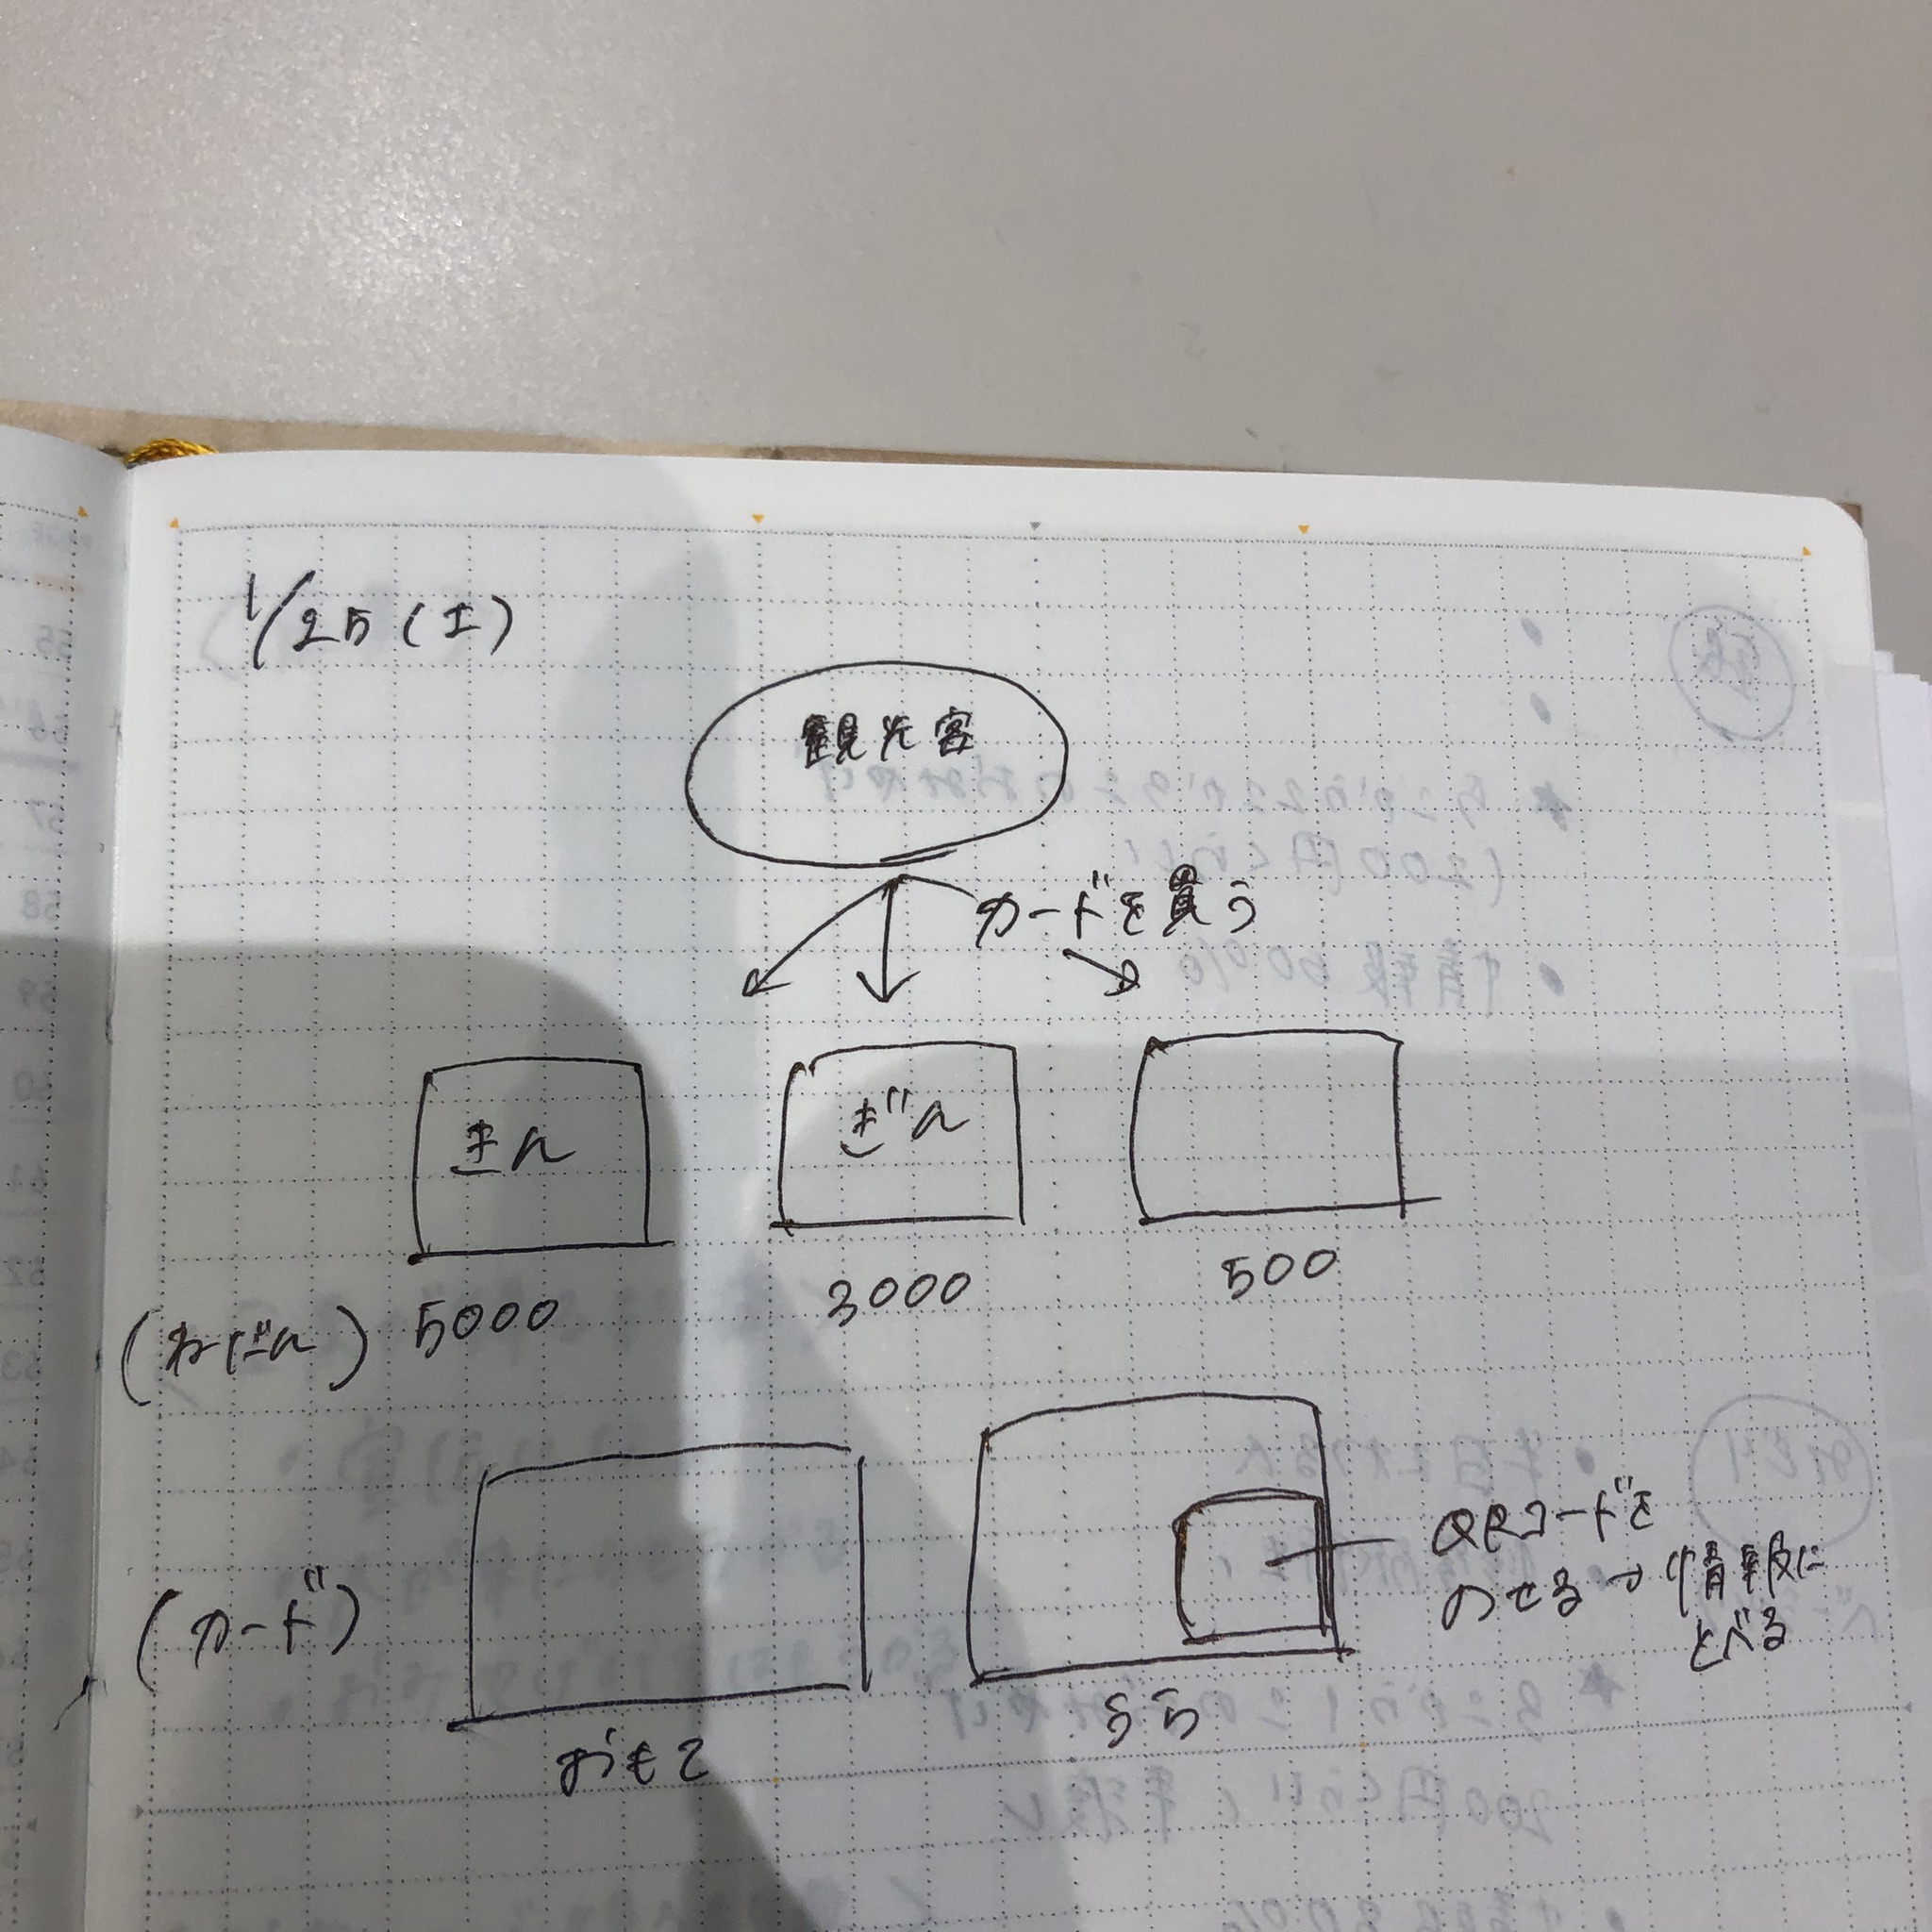 1/25(土)
観光客
カードを買う
きん
ぎん
(ねだん) 5000 3000 500
(カード)
QRコードを
のせる→情報に
とべる
おもて
うら